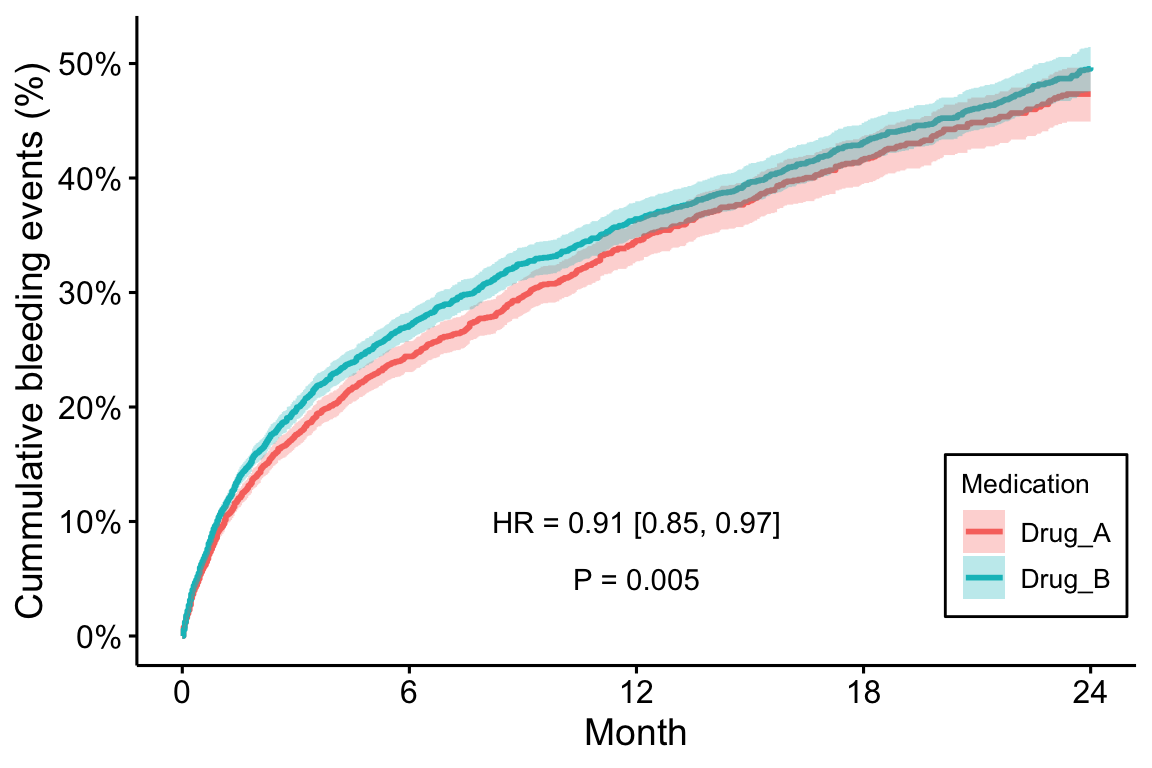 Cummulative bleeding events (%)
50%
40%
30%
20%
10%
0%
HR = 0.91 [0.85, 0.97]
P = 0.005
Medication
Drug_A
Drug_B
0 6 12 18 24
Month